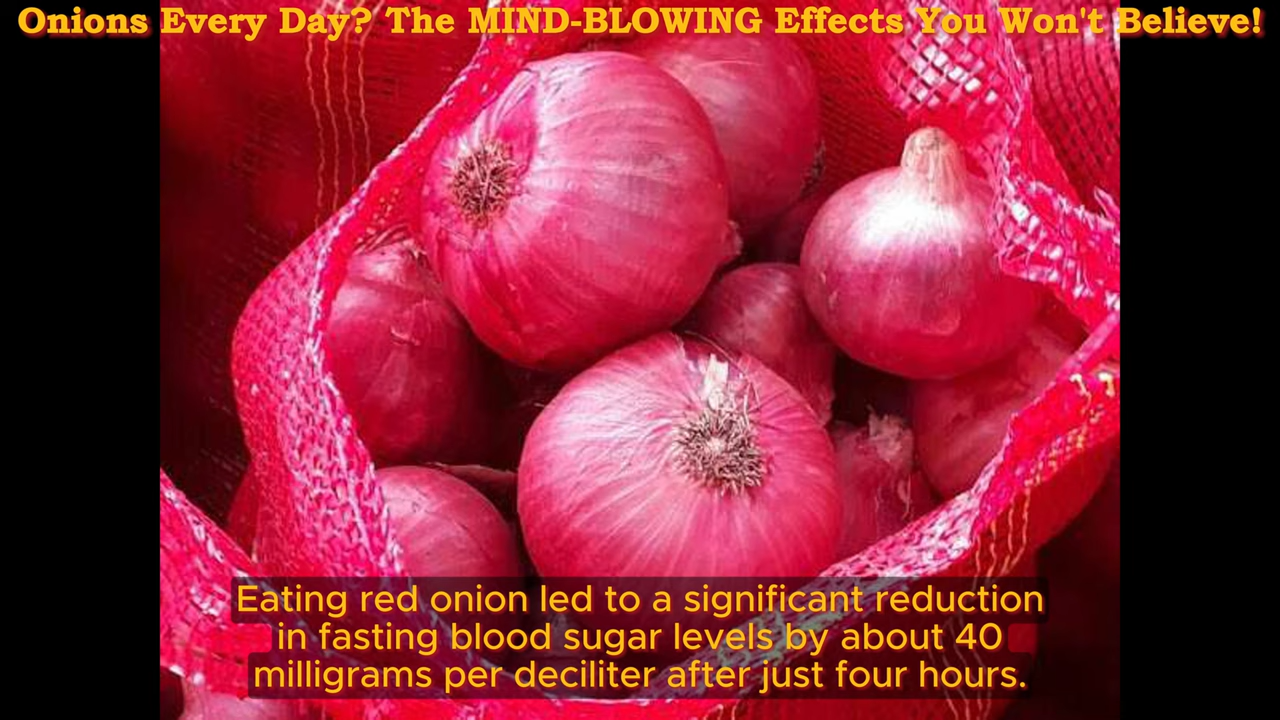 Onions Every Day? The MIND-BLOWING Effects You Won't Believe!
Eating red onion led to a significant reduction
in fasting blood sugar levels by about 40
milligrams per deciliter after just four hours.